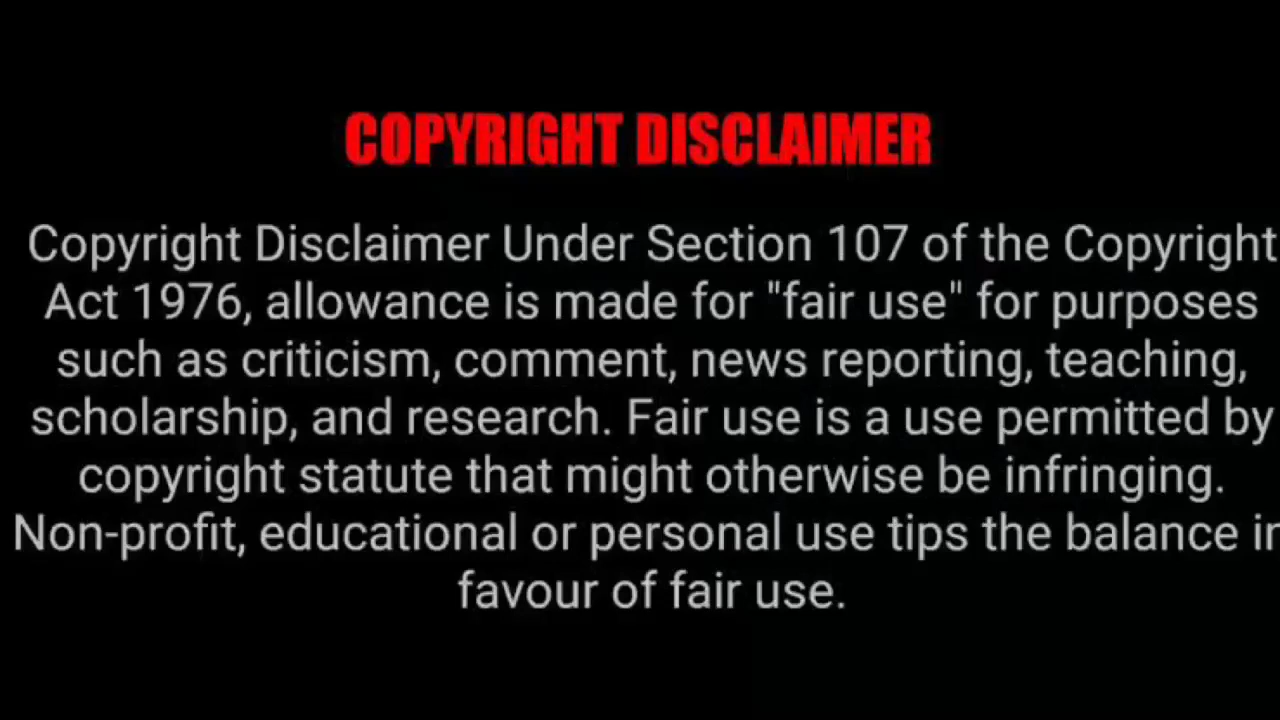 COPYRIGHT DISCLAIMER
Copyright Disclaimer Under Section 107 of the Copyright
Act 1976, allowance is made for "fair use" for purposes
such as criticism, comment, news reporting, teaching,
scholarship, and research. Fair use is a use permitted by
copyright statute that might otherwise be infringing.
Non-profit, educational or personal use tips the balance in
favour of fair use.